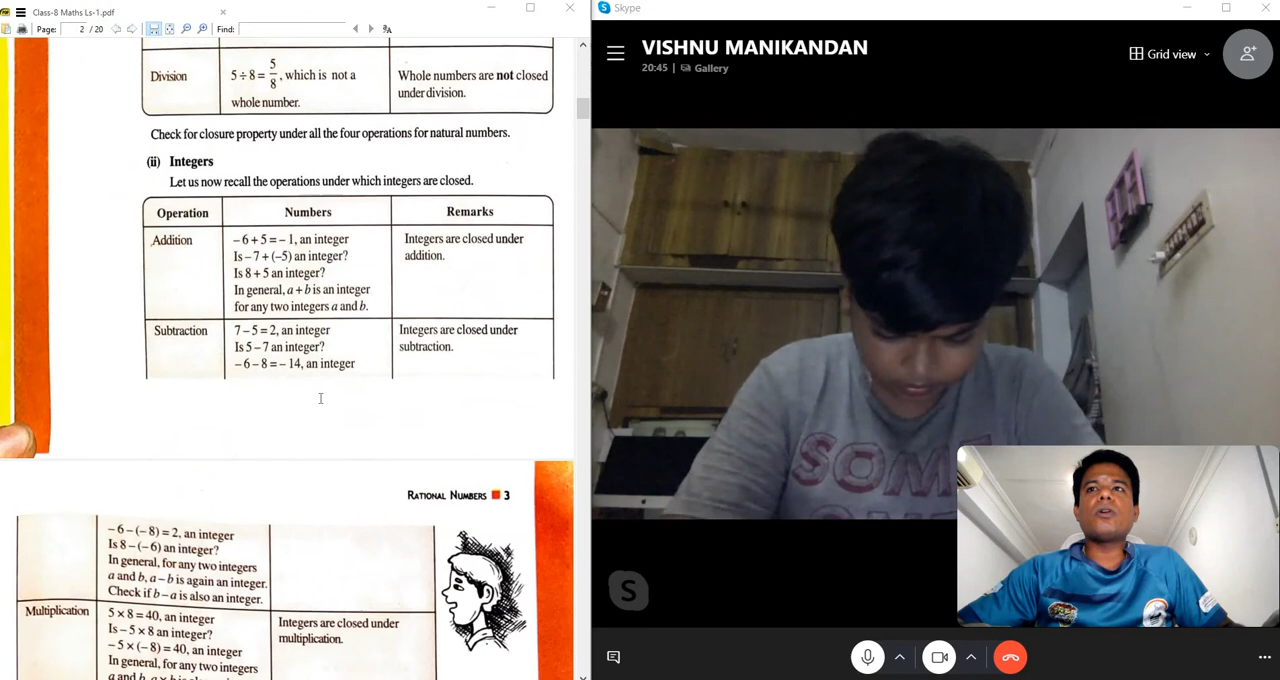 Class-8 Maths Ls-1.pdf
Page: 2 / 20 Find:
Division
5 ÷ 8 = 5/8, which is not a
whole number.
Whole numbers are not closed
under division.
Check for closure property under all the four operations for natural numbers.
(ii) Integers
Let us now recall the operations under which integers are closed.
Operation Numbers Remarks
Addition
– 6 + 5 = – 1, an integer
Is – 7 + (–5) an integer?
Is 8 + 5 an integer?
In general, a + b is an integer
for any two integers a and b.
Integers are closed under
addition.
Subtraction
7 – 5 = 2, an integer
Is 5 – 7 an integer?
– 6 – 8 = – 14, an integer
Integers are closed under
subtraction.
RATIONAL NUMBERS 3
– 6 – (– 8) = 2, an integer
Is 8 – (– 6) an integer?
In general, for any two integers
a and b, a – b is again an integer.
Check if b – a is also an integer.
Multiplication
5 × 8 = 40, an integer
Is – 5 × 8 an integer?
– 5 × (– 8) = 40, an integer
In general, for any two integers
a and b, a × b is
Integers are closed under
multiplication.
Skype
VISHNU MANIKANDAN
20:45 | Gallery
Grid view
SOM
S